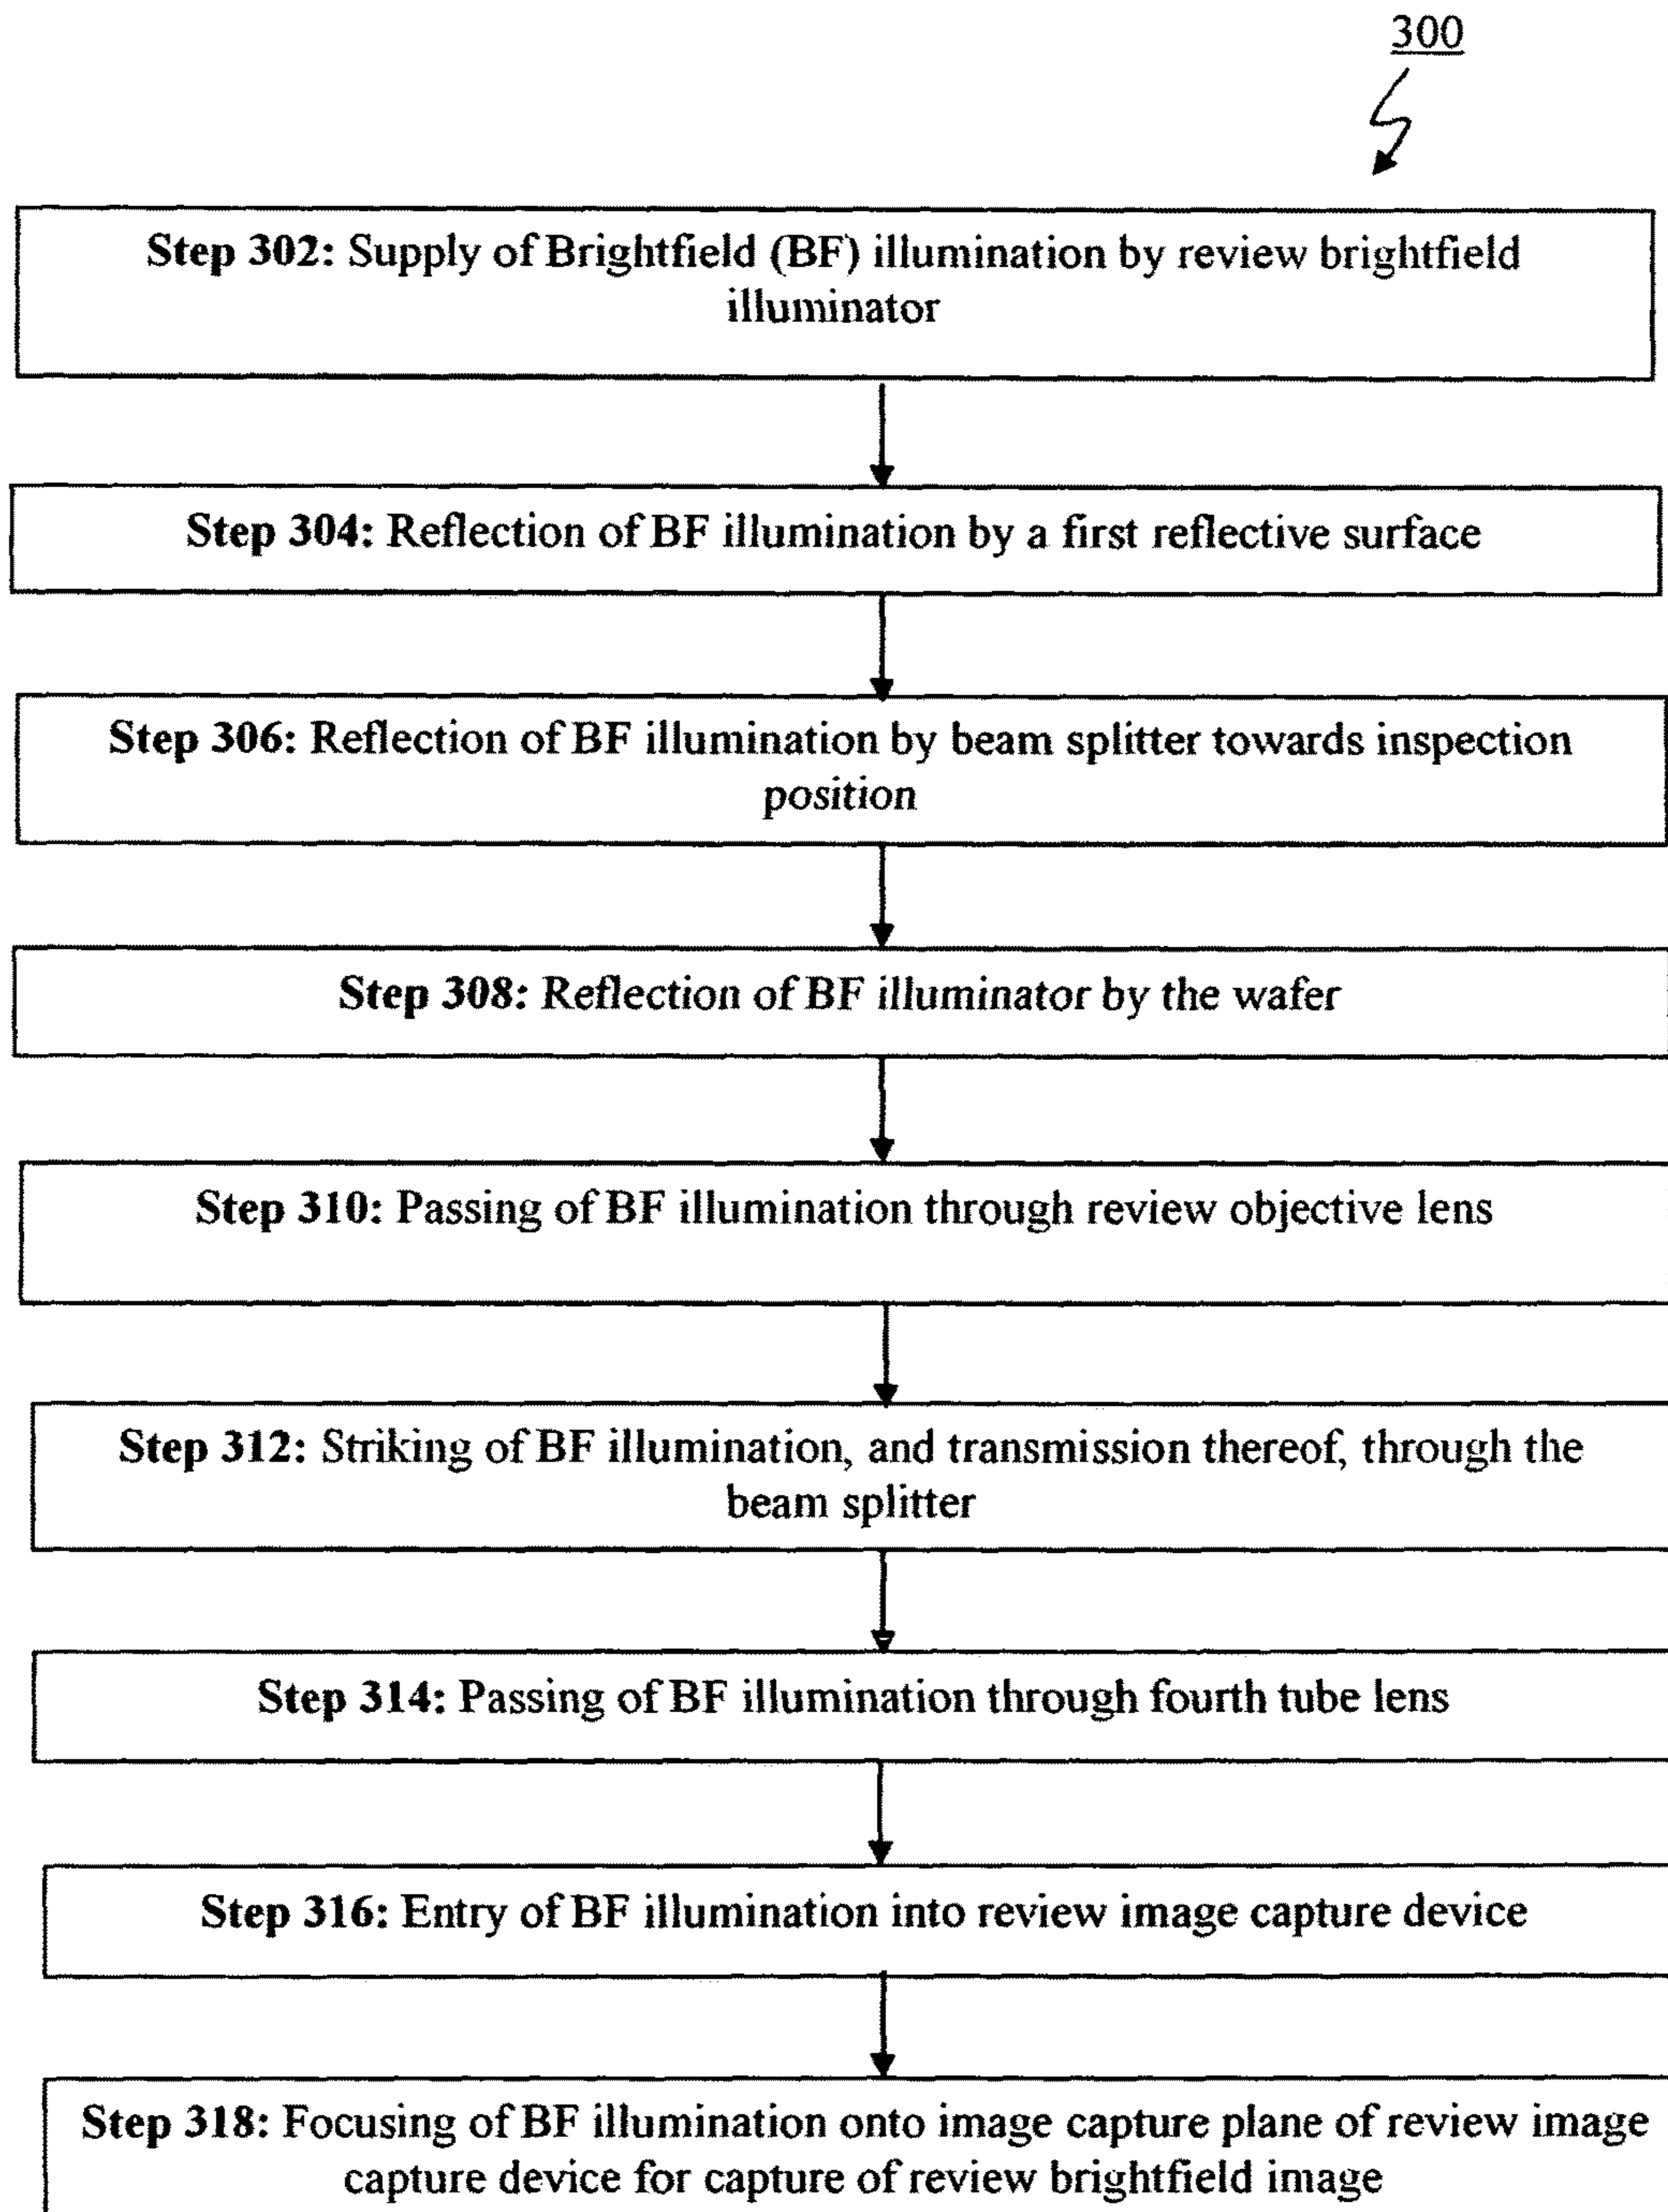 300
Step 302: Supply of Brightfield (BF) illumination by review brightfield
illuminator
Step 304: Reflection of BF illumination by a first reflective surface
Step 306: Reflection of BF illumination by beam splitter towards inspection
position
Step 308: Reflection of BF illuminator by the wafer
Step 310: Passing of BF illumination through review objective lens
Step 312: Striking of BF illumination, and transmission thereof, through the
beam splitter
Step 314: Passing of BF illumination through fourth tube lens
Step 316: Entry of BF illumination into review image capture device
Step 318: Focusing of BF illumination onto image capture plane of review image
capture device for capture of review brightfield image